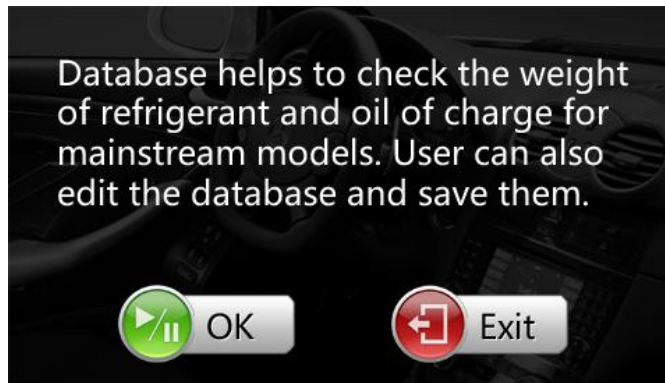 Database helps to check the weight
of refrigerant and oil of charge for
mainstream models. User can also
edit the database and save them.
OK Exit